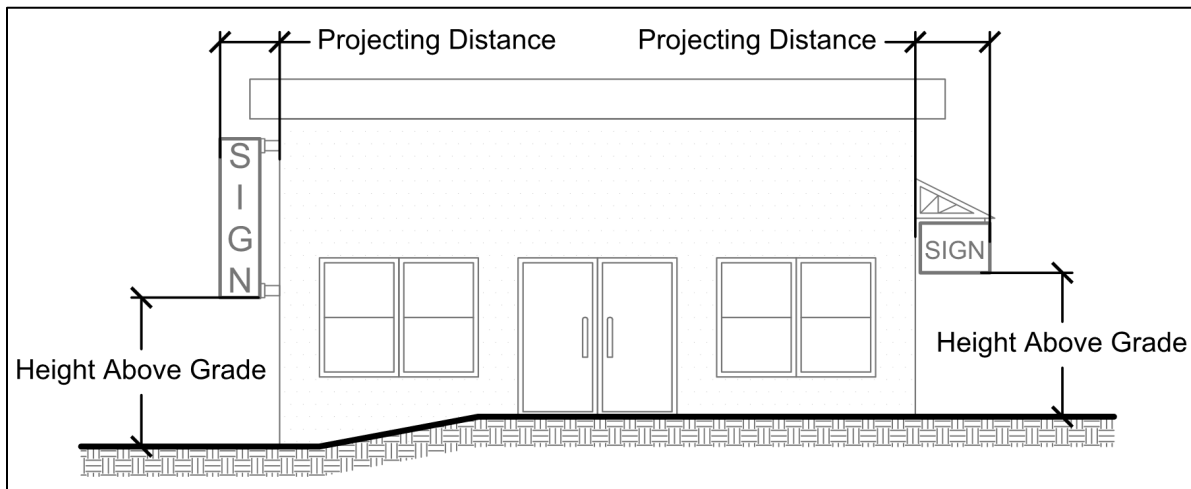 Projecting Distance
Projecting Distance
S
I
G
N
SIGN
Height Above Grade
Height Above Grade